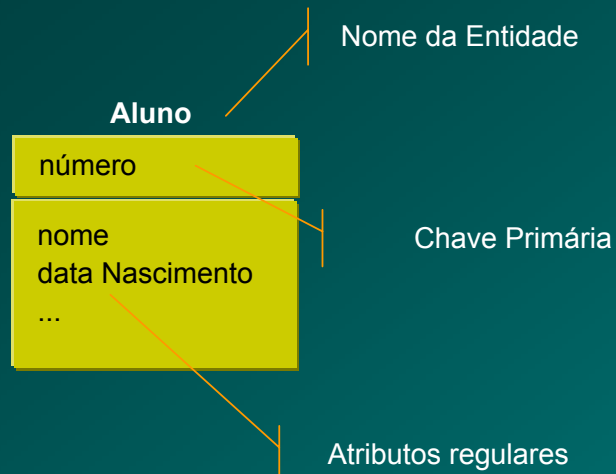 Nome da Entidade
Aluno
número
nome
data Nascimento
...
Chave Primária
Atributos regulares